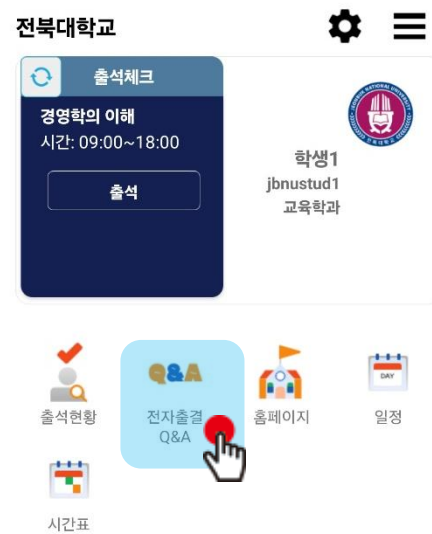 전북대학교
출석체크
경영학의 이해
시간: 09:00~18:00
출석
학생1
jbnustud1
교육학과
Q&A
DAY
출석현황
전자출결
Q&A
홈페이지
일정
시간표